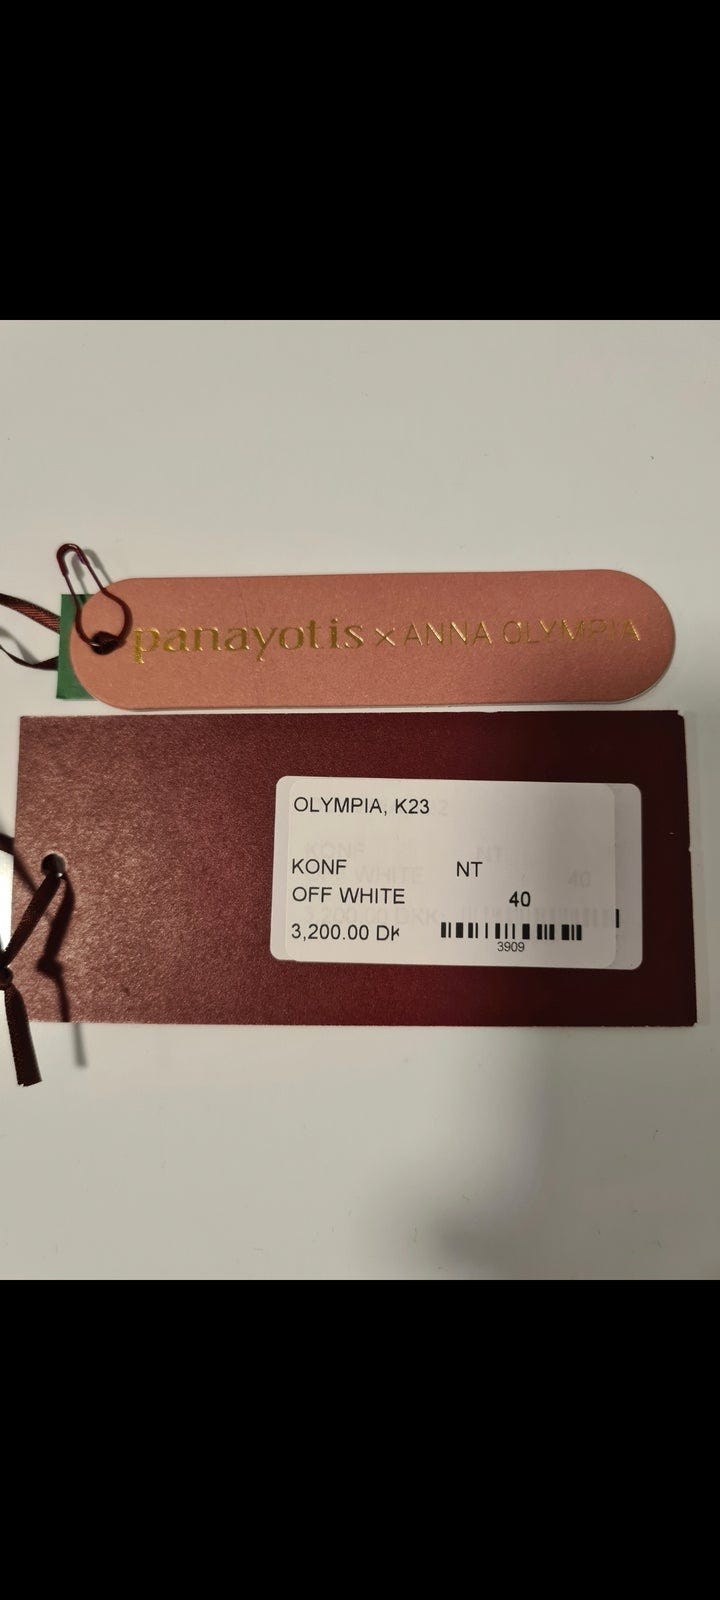 panayotis x ANNA OLYMPIA
OLYMPIA, K23
KONF NT
OFF WHITE 40
3,200.00 DK
3909